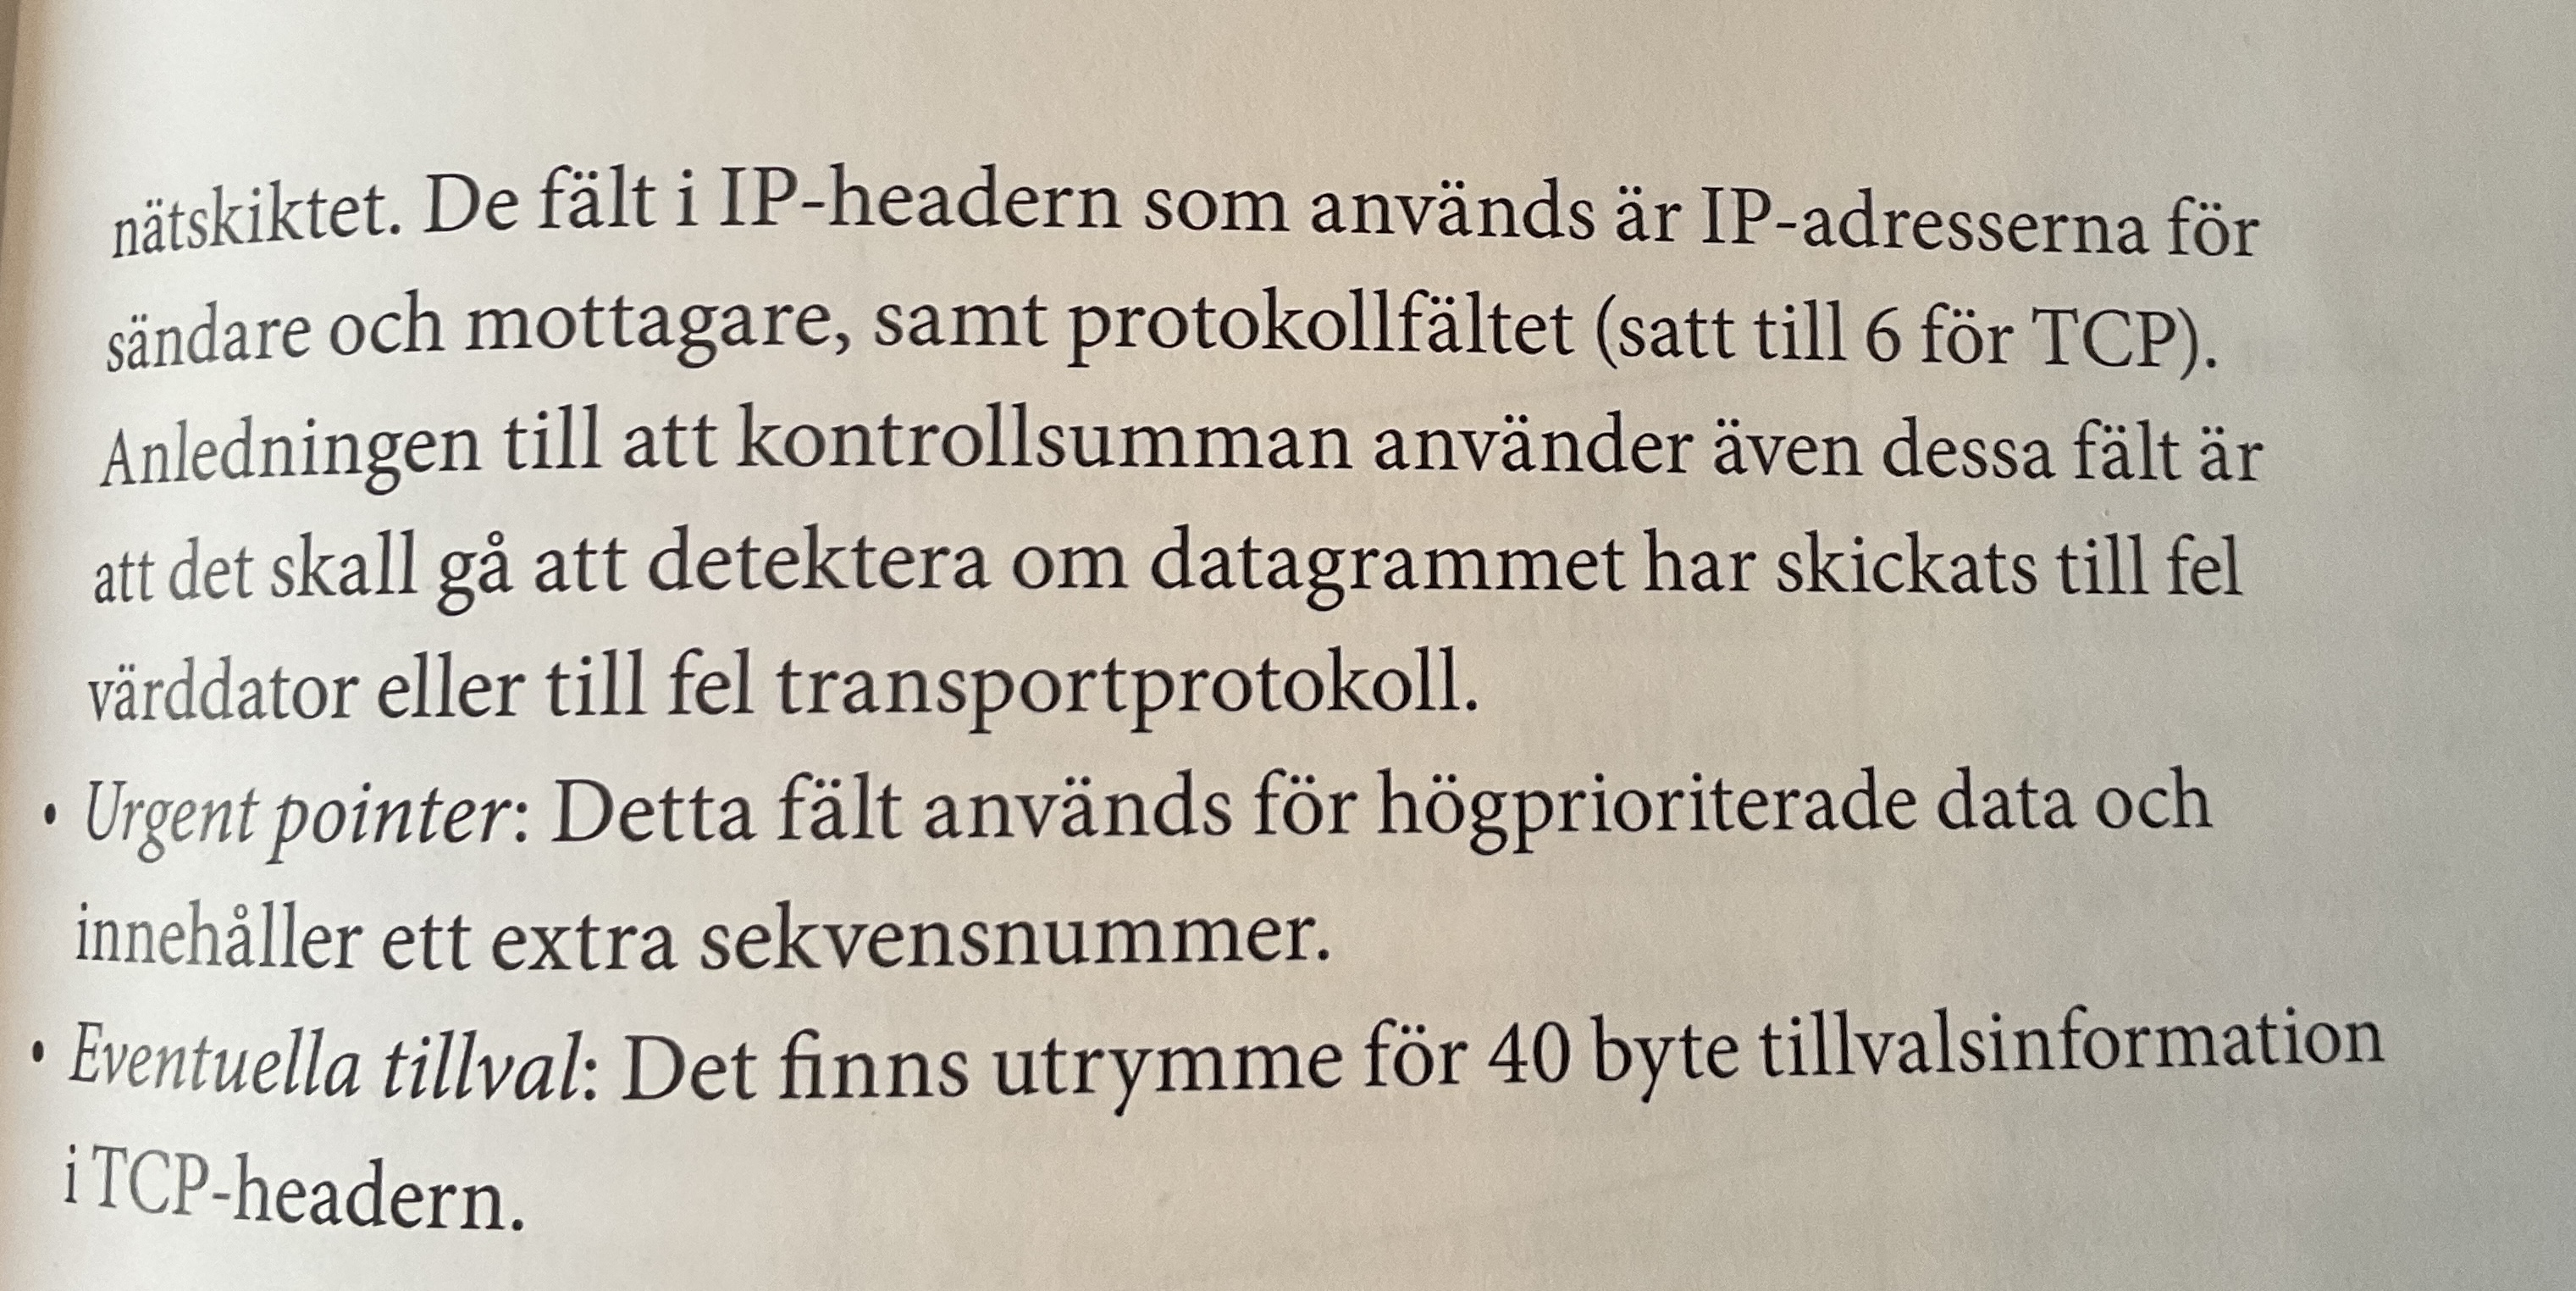 nätskiktet. De fält i IP-headern som används är IP-adresserna för
sändare och mottagare, samt protokollfältet (satt till 6 för TCP).
Anledningen till att kontrollsumman använder även dessa fält är
att det skall gå att detektera om datagrammet har skickats till fel
värddator eller till fel transportprotokoll.
• Urgent pointer: Detta fält används för högprioriterade data och
innehåller ett extra sekvensnummer.
• Eventuella tillval: Det finns utrymme för 40 byte tillvalsinformation
i TCP-headern.